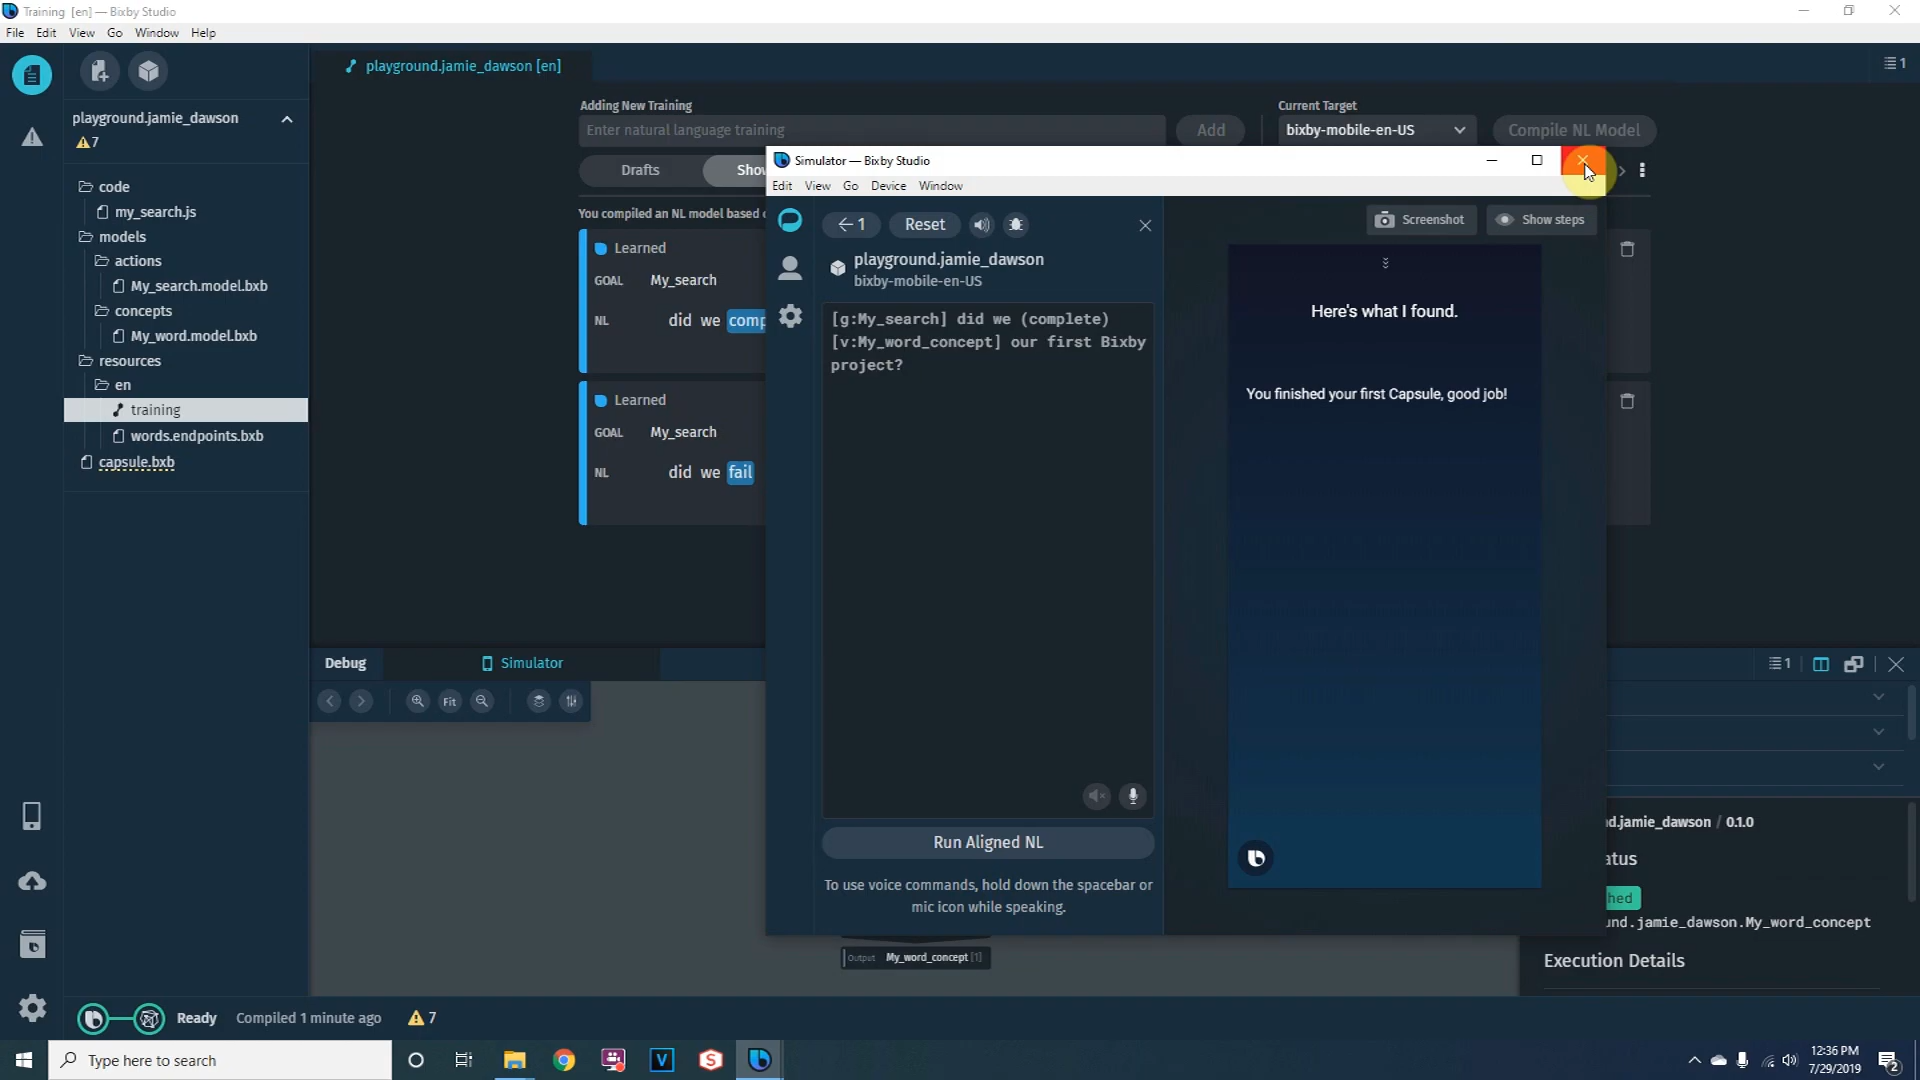 Training [en] — Bixby Studio
File Edit View Go Window Help
playground.jamie_dawson [en]
1
playground.jamie_dawson
7
code
my_search.js
models
actions
My_search.model.bxb
concepts
My_word.model.bxb
resources
en
training
words.endpoints.bxb
capsule.bxb
Adding New Training
Enter natural language training
Add
Current Target
bixby-mobile-en-US
Compile NL Model
Drafts
You compiled an NL model based
Learned
GOAL My_search
NL did we
Learned
GOAL My_search
NL did we fail
Simulator — Bixby Studio
Edit View Go Device Window
1 Reset
Screenshot
Show steps
playground.jamie_dawson
bixby-mobile-en-US
[g:My_search] did we (complete)
[v:My_word_concept] our first Bixby
project?
Here's what I found.
You finished your first Capsule, good job!
Run Aligned NL
To use voice commands, hold down the spacebar or
mic icon while speaking.
Debug
Simulator
1
Fit
Output My_word_concept [1]
d.jamie_dawson / 0.1.0
atus
hed
und.jamie_dawson.My_word_concept
Execution Details
Ready Compiled 1 minute ago 7
Type here to search
V
S
12:36 PM
7/29/2019
2